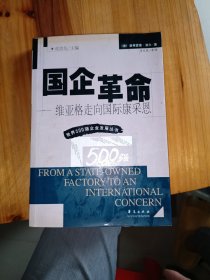 国企革命
——维亚格走向国际康采恩
世界500强企业发展丛书
500强
FROM A STATE-OWNED
FACTORY TO AN
INTERNATIONAL
CONCERN
华夏出版社